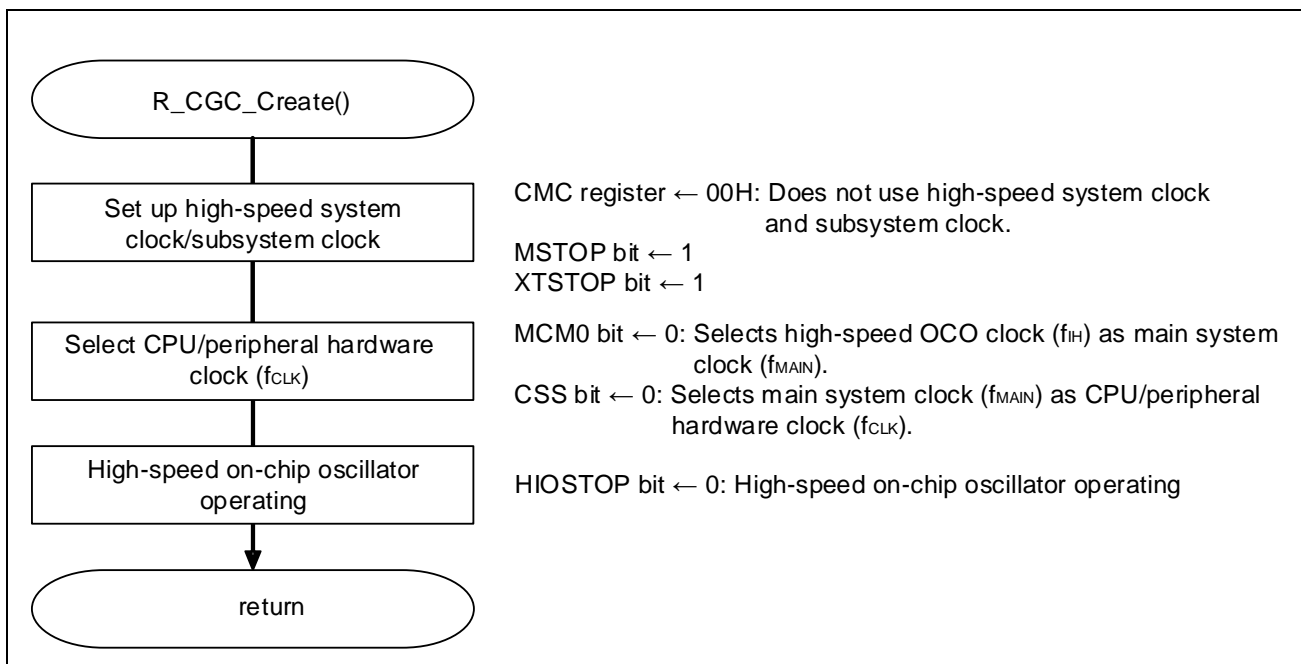 R_CGC_Create()
Set up high-speed system
clock/subsystem clock
CMC register ← 00H: Does not use high-speed system clock
and subsystem clock.
MSTOP bit ← 1
XTSTOP bit ← 1
Select CPU/peripheral hardware
clock (fCLK)
MCM0 bit ← 0: Selects high-speed OCO clock (fIH) as main system
clock (fMAIN).
CSS bit ← 0: Selects main system clock (fMAIN) as CPU/peripheral
hardware clock (fCLK).
High-speed on-chip oscillator
operating
HIOSTOP bit ← 0: High-speed on-chip oscillator operating
return